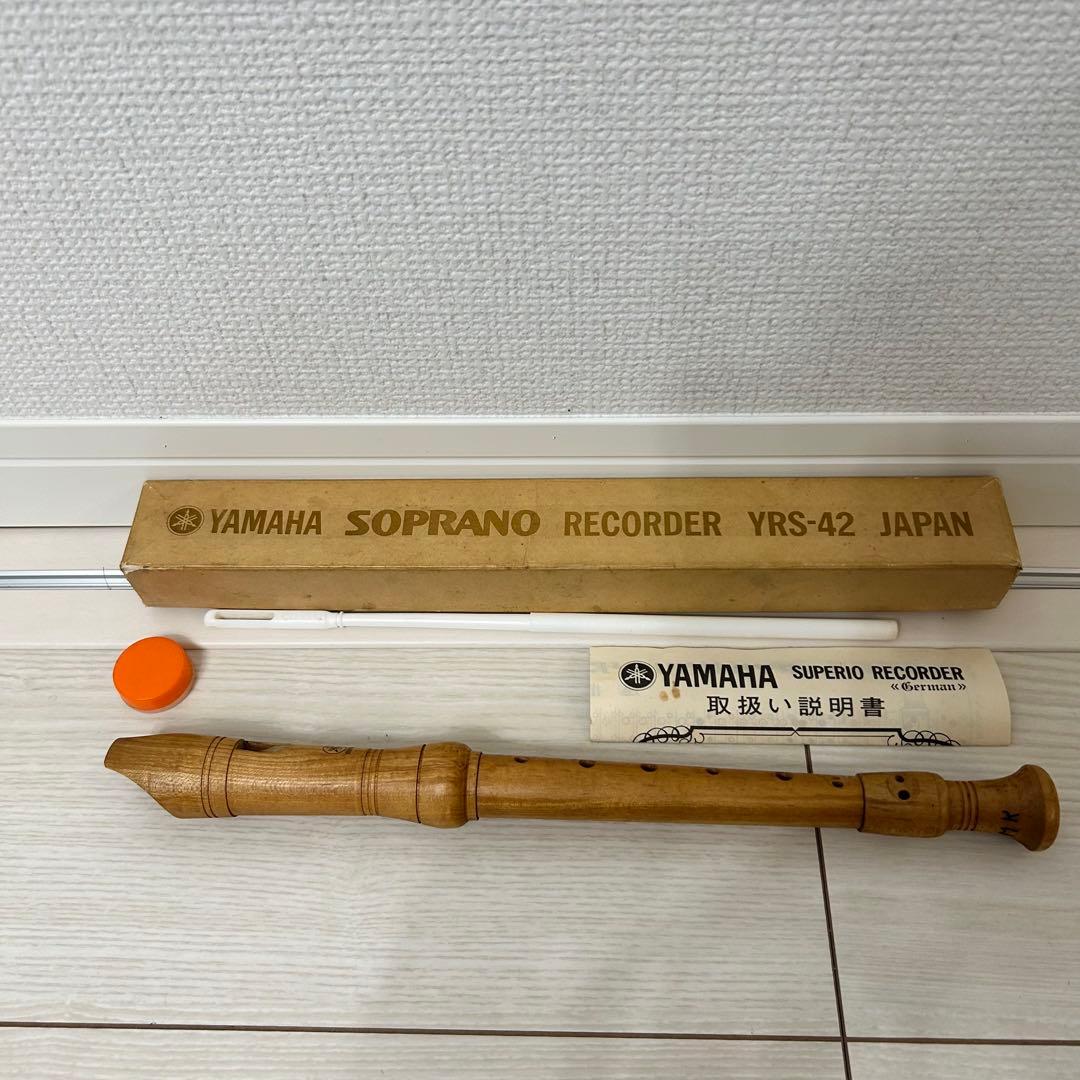 YAMAHA SOPRANO RECORDER YRS-42 JAPAN
YAMAHA SUPERIO RECORDER
《German》
取扱い説明書
MK